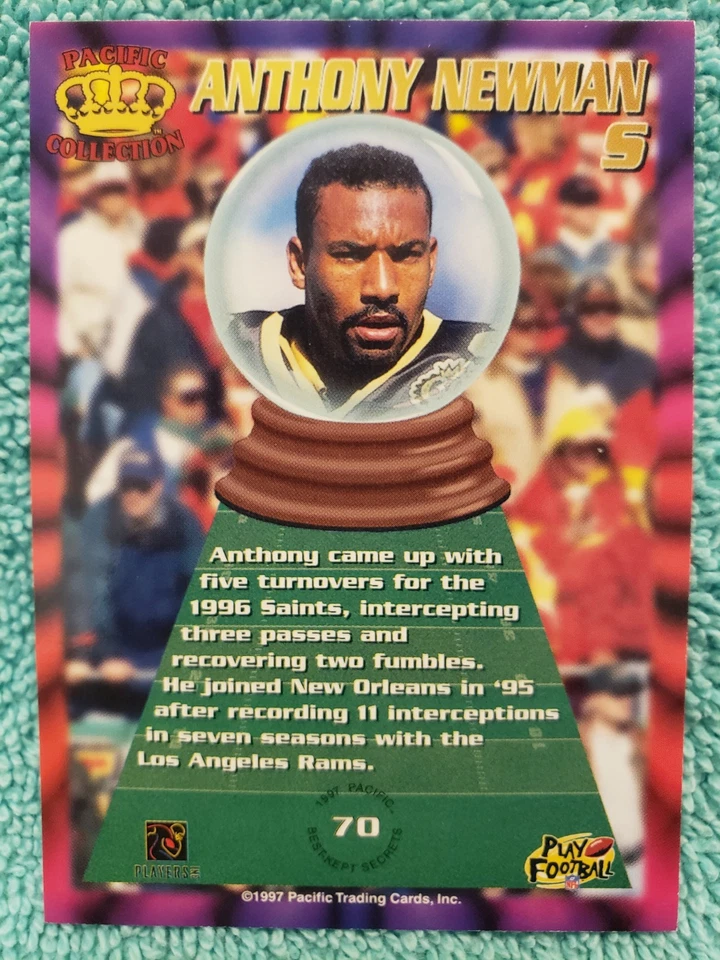 PACIFIC
COLLECTION
ANTHONY NEWMAN
S
Anthony came up with
five turnovers for the
1996 Saints, intercepting
three passes and
recovering two fumbles.
He joined New Orleans in ‘95
after recording 11 interceptions
in seven seasons with the
Los Angeles Rams.
1997 PACIFIC
70
BEST-KEPT SECRETS
PLAYERS INC
PLAY
FOOTBALL
NFL
©1997 Pacific Trading Cards, Inc.